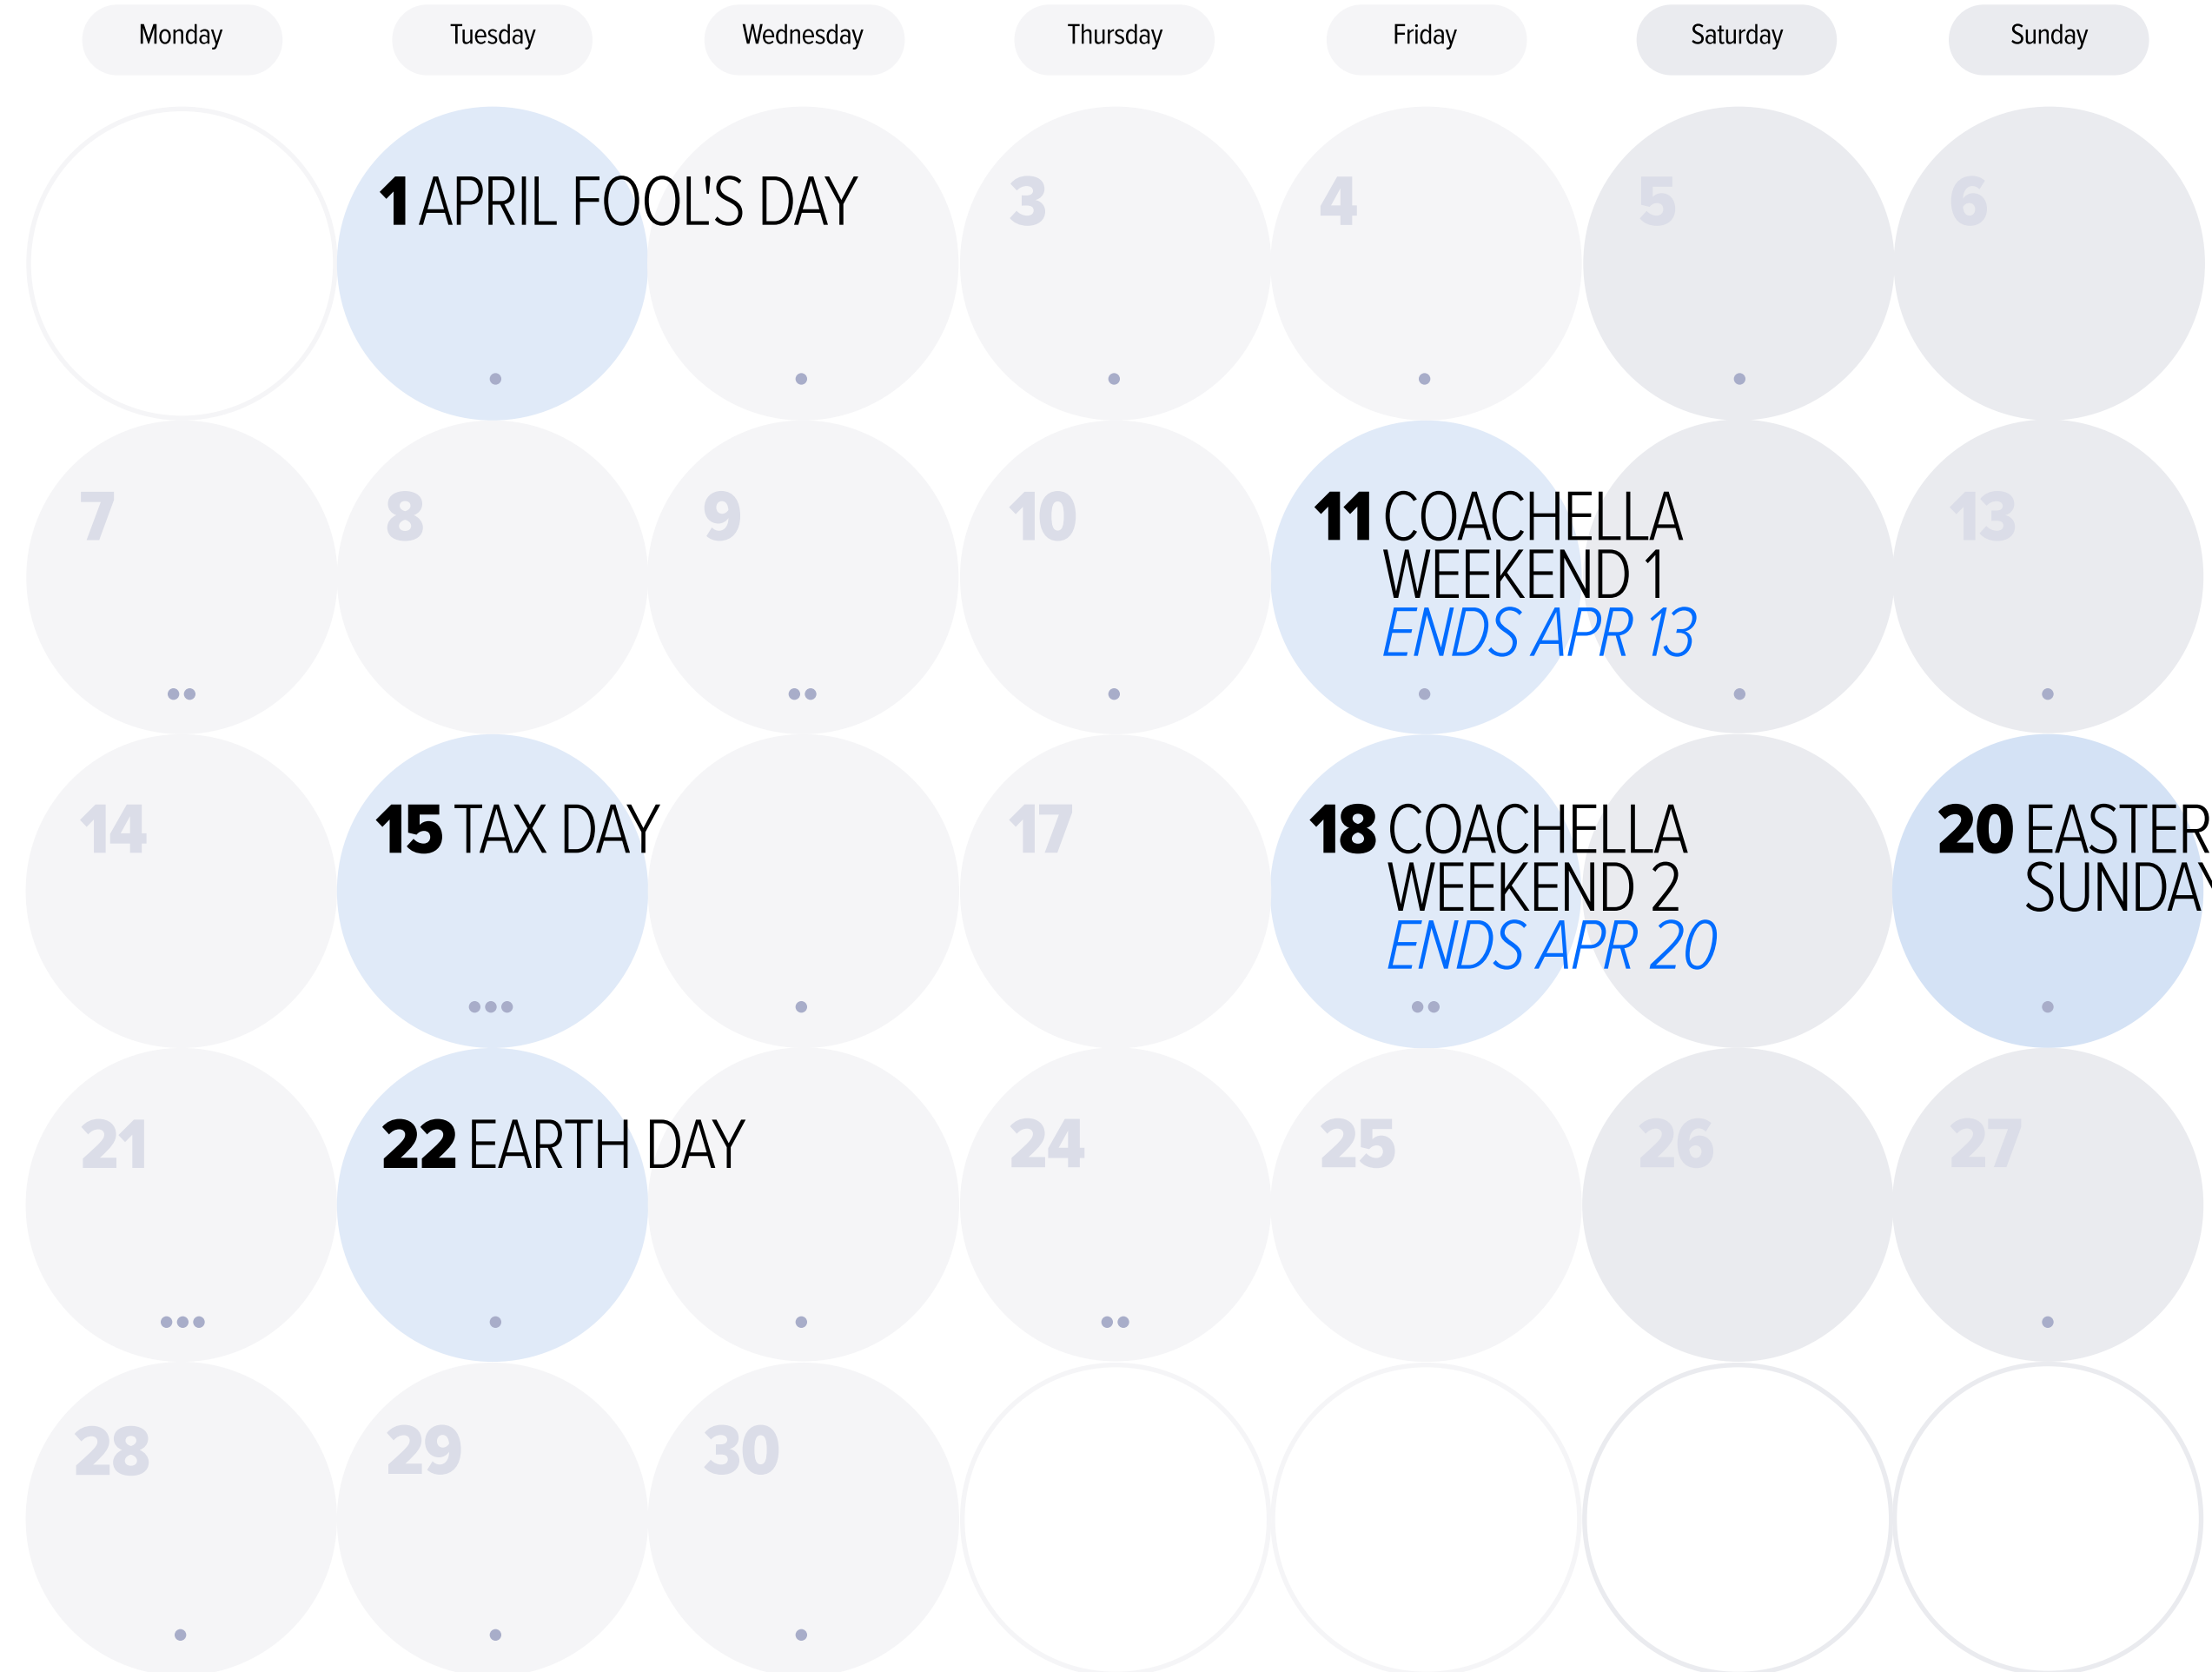 Monday Tuesday Wednesday Thursday Friday Saturday Sunday
1 APRIL FOOL'S DAY 3 4 5 6
7 8 9 10 11 COACHELLA 13
WEEKEND 1
ENDS APR 13
14 15 TAX DAY 17 18 COACHELLA 20 EASTER
WEEKEND 2 SUNDAY
ENDS APR 20
21 22 EARTH DAY 24 25 26 27
28 29 30